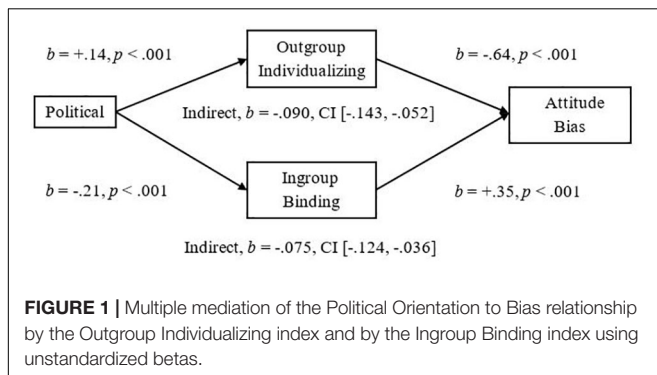 b = +.14, p < .001
Outgroup
Individualizing
b = -.64, p < .001
Political
Indirect, b = -.090, CI [-.143, -.052]
Attitude
Bias
b = -.21, p < .001
Ingroup
Binding
b = +.35, p < .001
Indirect, b = -.075, CI [-.124, -.036]
FIGURE 1 | Multiple mediation of the Political Orientation to Bias relationship
by the Outgroup Individualizing index and by the Ingroup Binding index using
unstandardized betas.